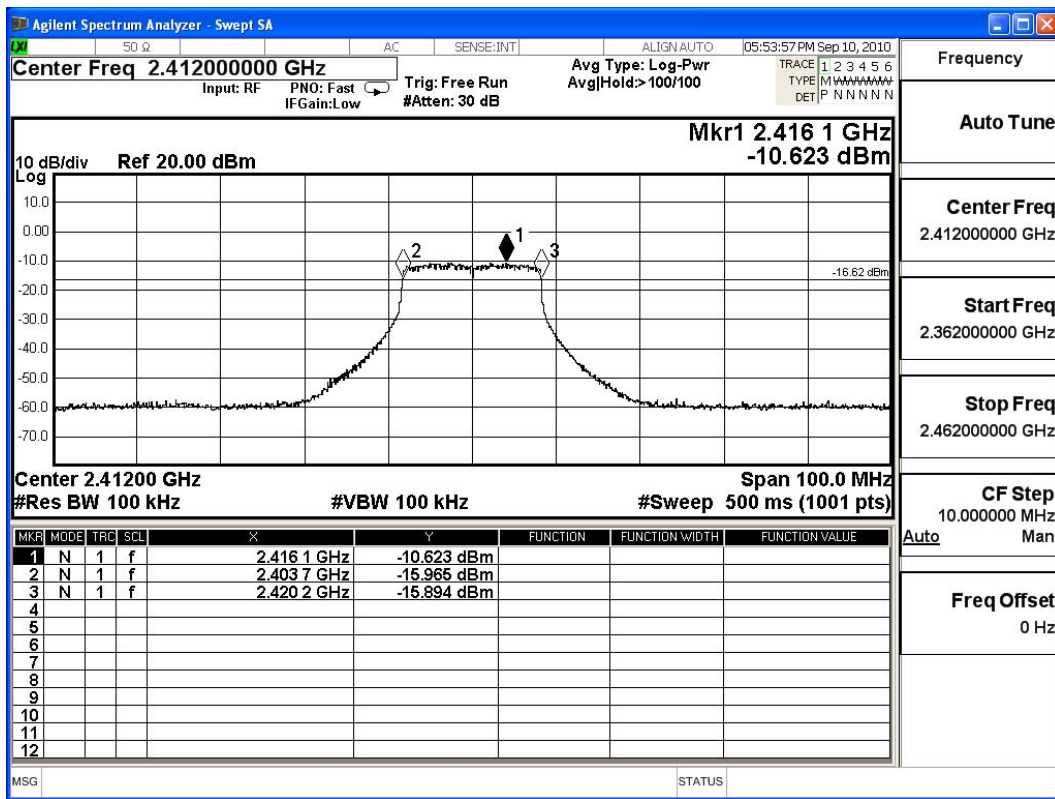 Agilent Spectrum Analyzer - Swept SA
LXI 50 Ω AC SENSE:INT ALIGN AUTO 05:53:57 PM Sep 10, 2010
Frequency
Center Freq 2.412000000 GHz
Input: RF PNO: Fast IFGain:Low
Trig: Free Run
#Atten: 30 dB
Avg Type: Log-Pwr
Avg|Hold:>100/100
TRACE 1 2 3 4 5 6
TYPE M WWWWW
DET P N N N N N
Auto Tune
Mkr1 2.416 1 GHz
-10.623 dBm
10 dB/div Ref 20.00 dBm
Log
10.0
0.00
-10.0
-20.0
-30.0
-40.0
-50.0
-60.0
-70.0
1
2
3
-16.62 dBm
Center Freq
2.412000000 GHz
Start Freq
2.362000000 GHz
Stop Freq
2.462000000 GHz
Center 2.41200 GHz Span 100.0 MHz
#Res BW 100 kHz #VBW 100 kHz #Sweep 500 ms (1001 pts)
CF Step
10.000000 MHz
Auto Man
Freq Offset
0 Hz
MKR MODE TRC SCL X Y FUNCTION FUNCTION WIDTH FUNCTION VALUE
1 N 1 f 2.416 1 GHz -10.623 dBm
2 N 1 f 2.403 7 GHz -15.965 dBm
3 N 1 f 2.420 2 GHz -15.894 dBm
4
5
6
7
8
9
10
11
12
MSG STATUS